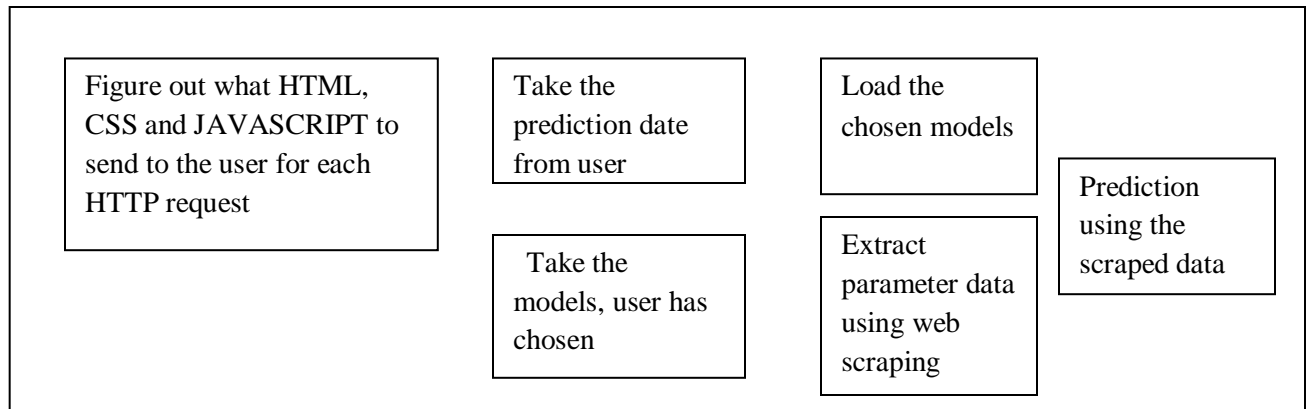 Figure out what HTML,
CSS and JAVASCRIPT to
send to the user for each
HTTP request
Take the
prediction date
from user
Take the
models, user has
chosen
Load the
chosen models
Extract
parameter data
using web
scraping
Prediction
using the
scraped data